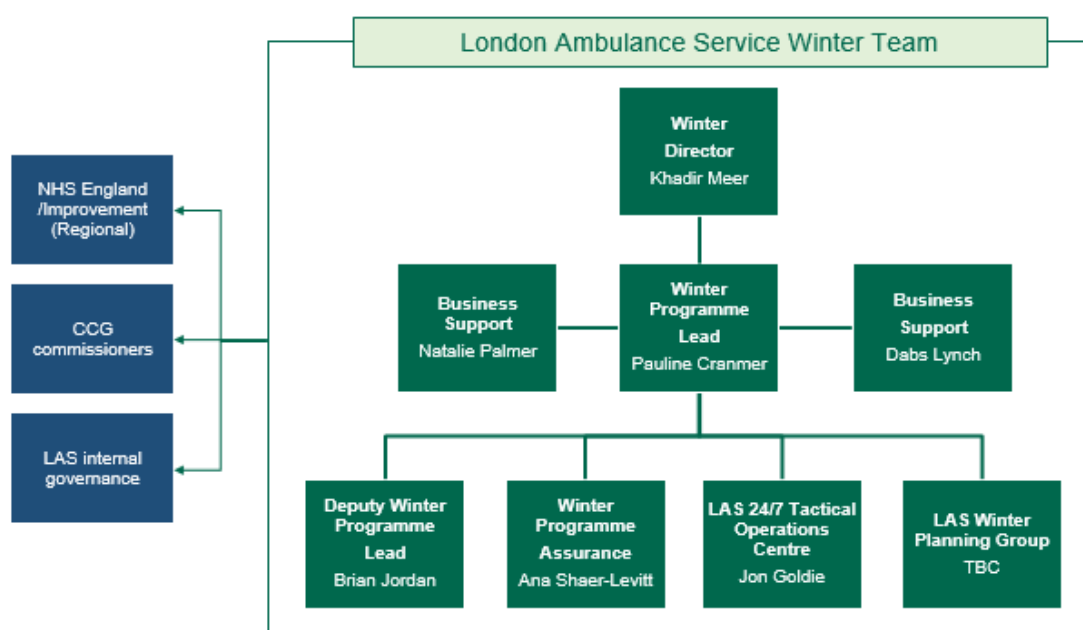 London Ambulance Service Winter Team
Winter
Director
Khadir Meer
NHS England
/Improvement
(Regional)
CCG
commissioners
LAS internal
governance
Business
Support
Natalie Palmer
Winter
Programme
Lead
Pauline Cranmer
Business
Support
Dabs Lynch
Deputy Winter
Programme
Lead
Brian Jordan
Winter
Programme
Assurance
Ana Shaer-Levitt
LAS 24/7 Tactical
Operations
Centre
Jon Goldie
LAS Winter
Planning Group
TBC